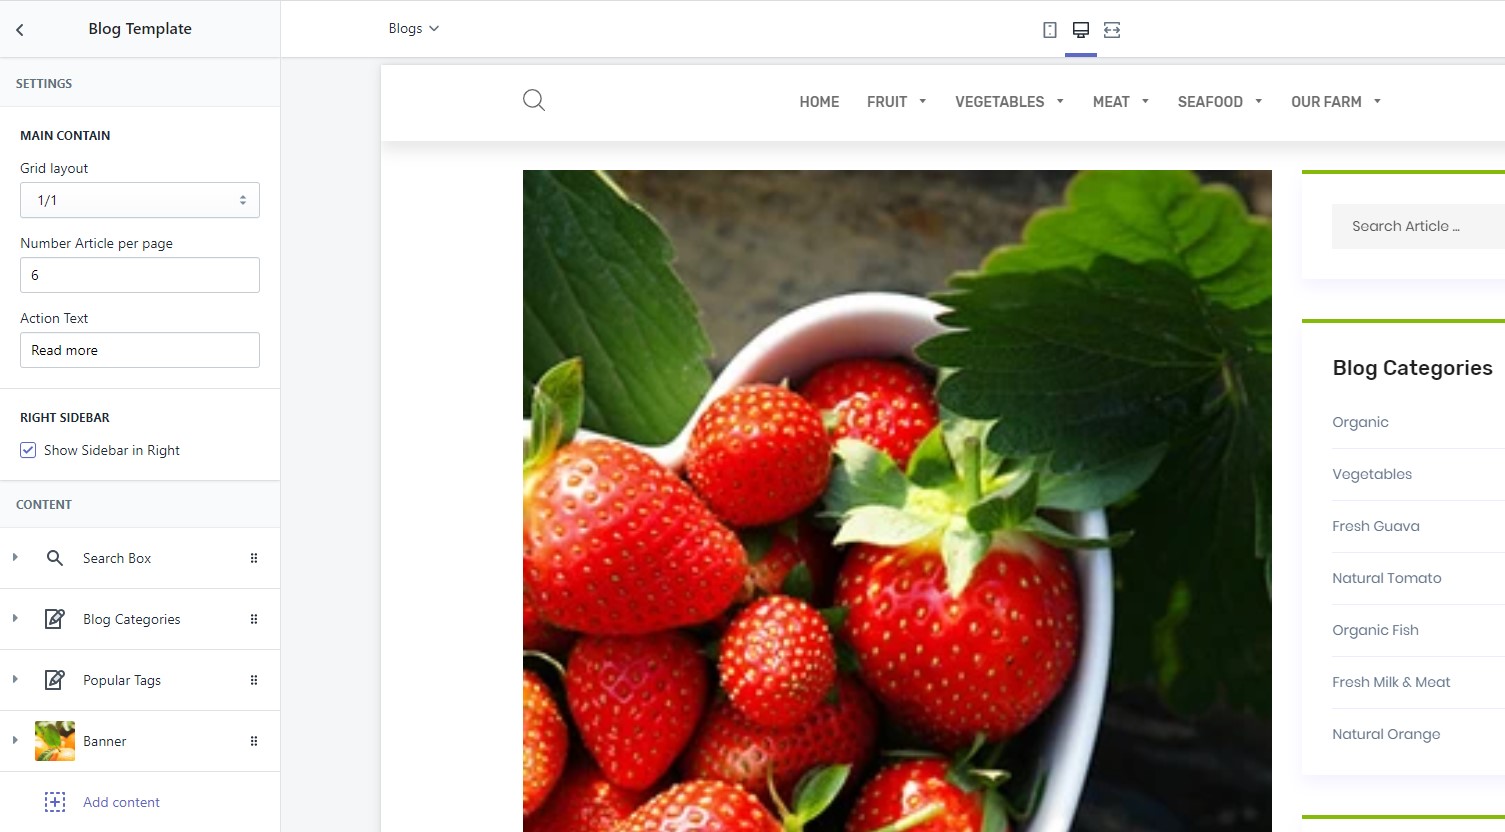 Blog Template
Blogs
SETTINGS
MAIN CONTAIN
Grid layout
1/1
Number Article per page
6
Action Text
Read more
RIGHT SIDEBAR
Show Sidebar in Right
CONTENT
Search Box
Blog Categories
Popular Tags
Banner
Add content
HOME FRUIT VEGETABLES MEAT SEAFOOD OUR FARM
Search Article ...
Blog Categories
Organic
Vegetables
Fresh Guava
Natural Tomato
Organic Fish
Fresh Milk & Meat
Natural Orange